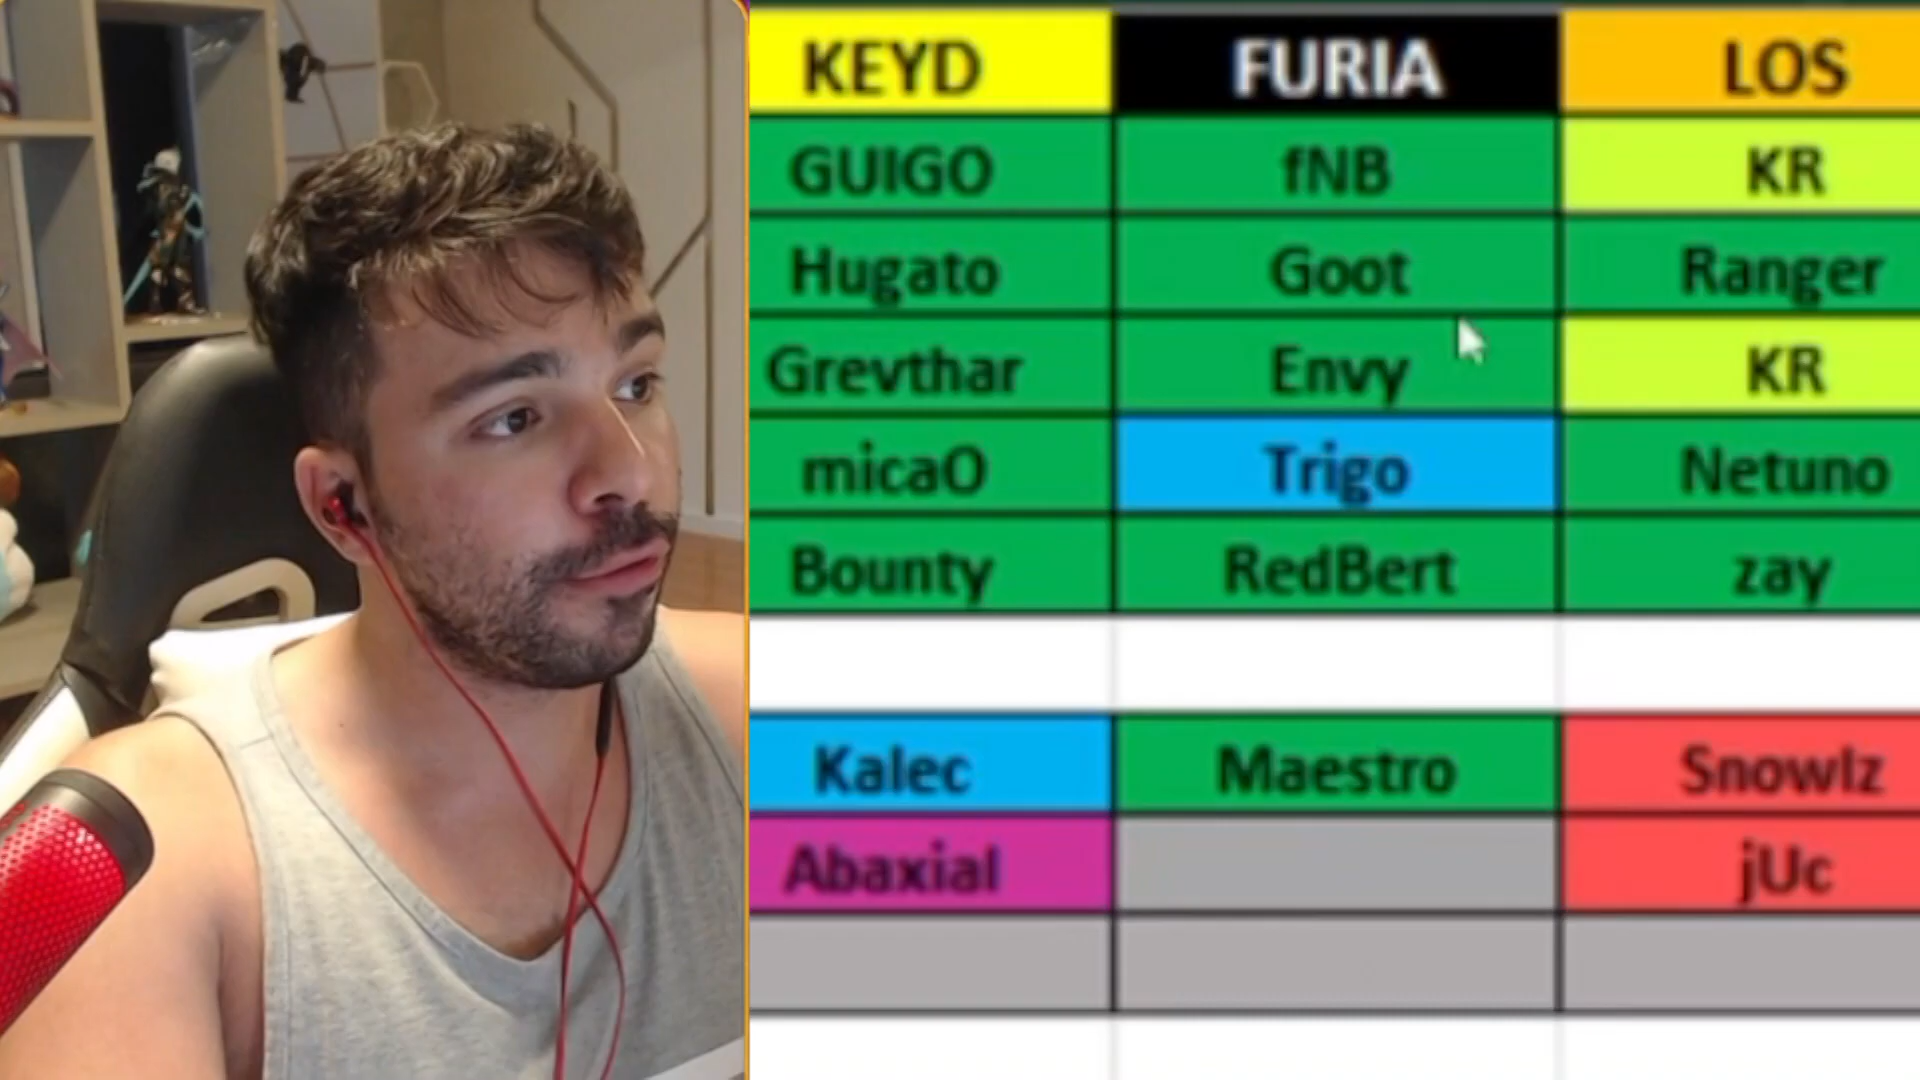 KEYD FURIA LOS
GUIGO fNB KR
Hugato Goot Ranger
Grevthar Envy KR
micaO Trigo Netuno
Bounty RedBert zay
Kalec Maestro Snowlz
Abaxial jUc